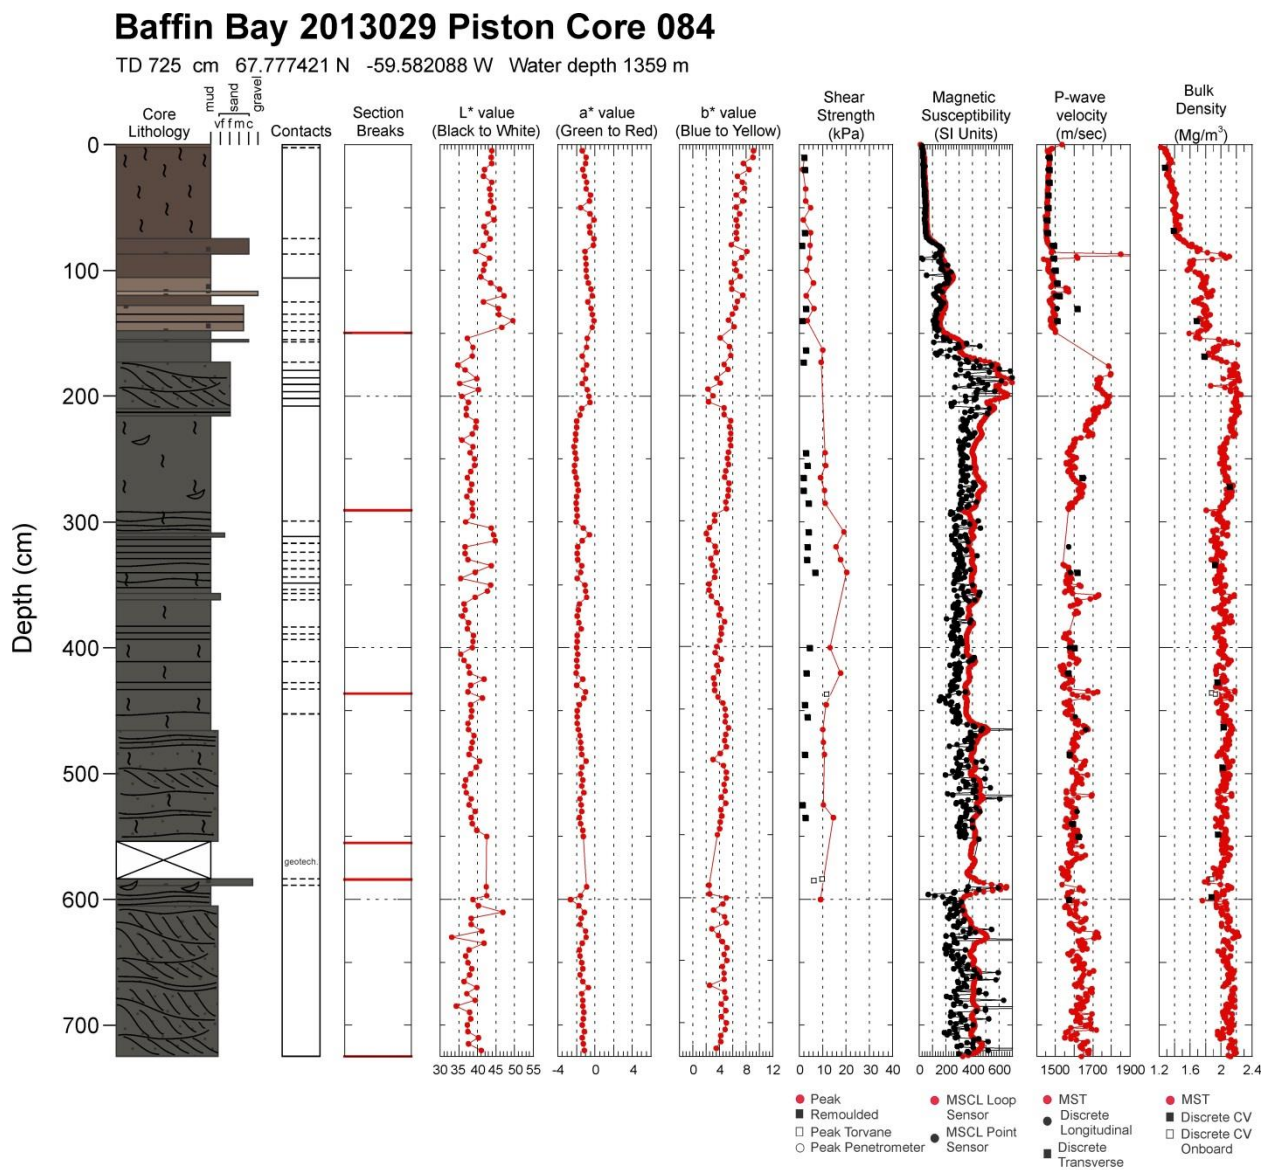 Baffin Bay 2013029 Piston Core 084
TD 725 cm 67.777421 N -59.582088 W Water depth 1359 m
mud
sand
gravel
vf f m c
Core
Lithology
Contacts
Section
Breaks
L* value
(Black to White)
a* value
(Green to Red)
b* value
(Blue to Yellow)
Shear
Strength
(kPa)
Magnetic
Susceptibility
(SI Units)
P-wave
velocity
(m/sec)
Bulk
Density
(Mg/m³)
Depth (cm)
0
100
200
300
400
500
600
700
geotech.
30 35 40 45 50 55
-4 0 4
0 4 8 12
0 10 20 30 40
0 200 400 600
1500 1700 1900
1.2 1.6 2 2.4
Peak
Remoulded
Peak Torvane
Peak Penetrometer
MSCL Loop
Sensor
MSCL Point
Sensor
MST
Discrete
Longitudinal
Discrete
Transverse
MST
Discrete CV
Discrete CV
Onboard